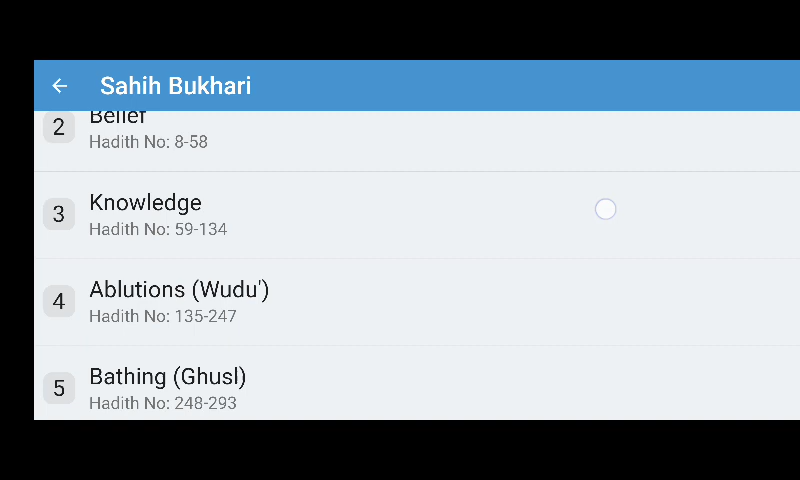 Sahih Bukhari
2
Belief
Hadith No: 8-58
3
Knowledge
Hadith No: 59-134
4
Ablutions (Wudu')
Hadith No: 135-247
5
Bathing (Ghusl)
Hadith No: 248-293